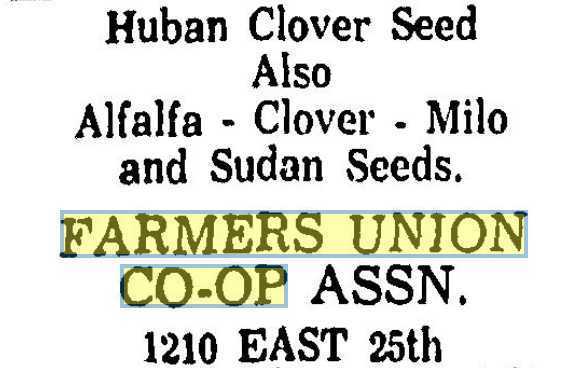 Huban Clover Seed
Also
Alfalfa - Clover - Milo
and Sudan Seeds.
FARMERS UNION
CO-OP ASSN.
1210 EAST 25th